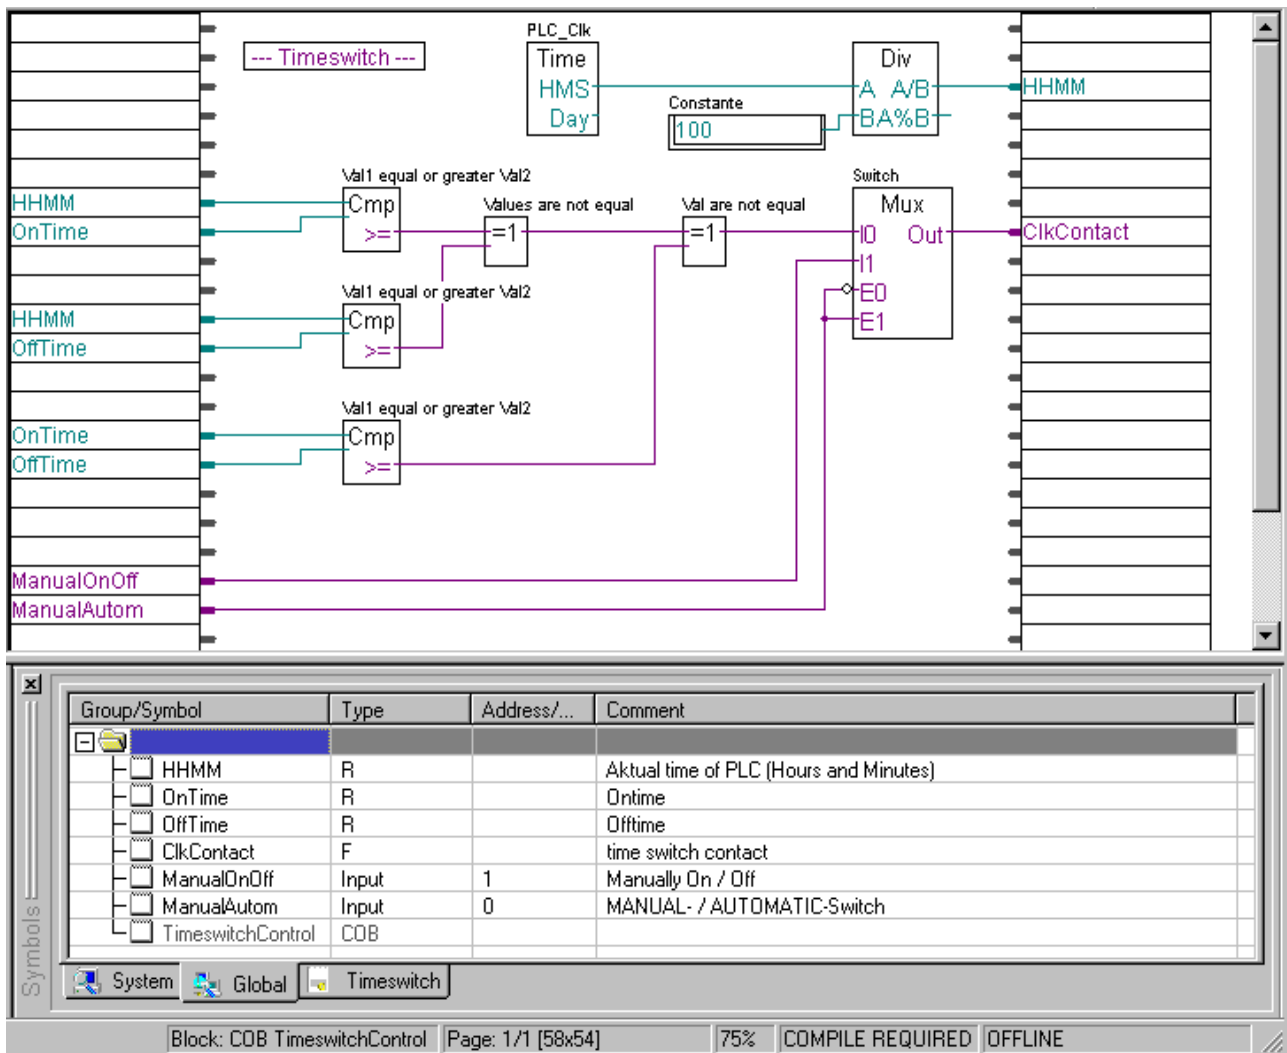 PLC_Clk
--- Timeswitch ---
Time
HMS
Day
Constante
100
Div
A A/B
B A%B
HHMM
Val1 equal or greater Val2
Cmp
>=
HHMM
OnTime
Values are not equal
=1
Val are not equal
=1
Switch
Mux
I0 Out
I1
E0
E1
ClkContact
Val1 equal or greater Val2
Cmp
>=
HHMM
OffTime
Val1 equal or greater Val2
Cmp
>=
OnTime
OffTime
ManualOnOff
ManualAutom
Group/Symbol Type Address/... Comment
HHMM R Aktual time of PLC (Hours and Minutes)
OnTime R Ontime
OffTime R Offtime
ClkContact F time switch contact
ManualOnOff Input 1 Manually On / Off
ManualAutom Input 0 MANUAL- / AUTOMATIC-Switch
TimeswitchControl COB
Symbols
System Global Timeswitch
Block: COB TimeswitchControl Page: 1/1 [58x54] 75% COMPILE REQUIRED OFFLINE